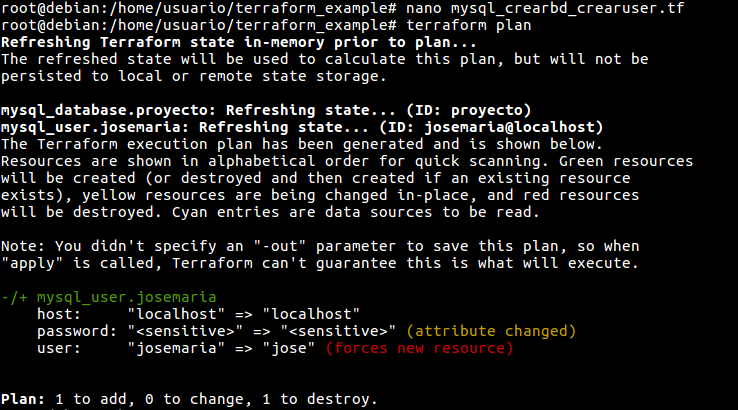 root@debian:/home/usuario/terraform_example# nano mysql_crearbd_crearuser.tf
root@debian:/home/usuario/terraform_example# terraform plan
Refreshing Terraform state in-memory prior to plan...
The refreshed state will be used to calculate this plan, but will not be
persisted to local or remote state storage.

mysql_database.proyecto: Refreshing state... (ID: proyecto)
mysql_user.josemaria: Refreshing state... (ID: josemaria@localhost)
The Terraform execution plan has been generated and is shown below.
Resources are shown in alphabetical order for quick scanning. Green resources
will be created (or destroyed and then created if an existing resource
exists), yellow resources are being changed in-place, and red resources
will be destroyed. Cyan entries are data sources to be read.

Note: You didn't specify an "-out" parameter to save this plan, so when
"apply" is called, Terraform can't guarantee this is what will execute.

-/+ mysql_user.josemaria
    host:     "localhost" => "localhost"
    password: "<sensitive>" => "<sensitive>" (attribute changed)
    user:     "josemaria" => "jose" (forces new resource)

Plan: 1 to add, 0 to change, 1 to destroy.